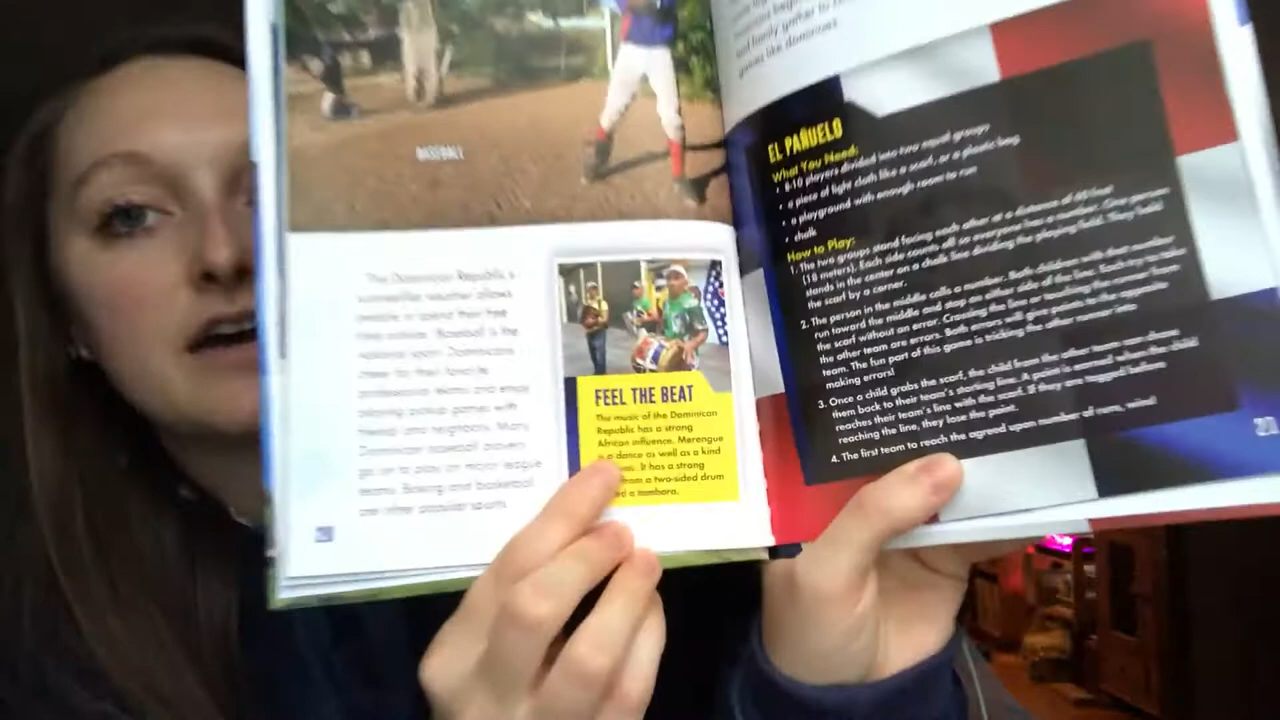 and family gather to
games like dominoes.
BASEBALL
The Dominican Republic's
weather allows
people to spend their free
Baseball is the
sport. Dominicans
cheer for their favorite
professional teams and enjoy
games with
friends and neighbors. Many
Dominican baseball players
go on to play on major league
teams. Boxing and basketball
are other popular sports.
FEEL THE BEAT
The music of the Dominican
Republic has a strong
African influence. Merengue
is a dance as well as a kind
It has a strong
from a two-sided drum
a tambora.
EL PAÑUELO
What You Need:
• 8-10 players divided into two equal groups
• a piece of light cloth like a scarf, or a plastic bag
• a playground with enough room to run
• chalk
How to Play:
1. The two groups stand facing each other at a distance of 60 feet
(18 meters). Each side counts off so everyone has a number. One person
stands in the center on a chalk line dividing the playing field. They hold
the scarf by a corner.
2. The person in the middle calls a number. Both children with that number
run toward the middle and stop on either side of the line. Each try to take
the scarf without an error. Crossing the line or touching the runner from
the other team are errors. Both errors will give points to the opposite
team. The fun part of this game is tricking the other runner into
making errors!
3. Once a child grabs the scarf, the child from the other team can chase
them back to their team's starting line. A point is earned when the child
reaches their team's line with the scarf. If they are tagged before
reaching the line, they lose the point.
4. The first team to reach the agreed upon number of runs, wins!